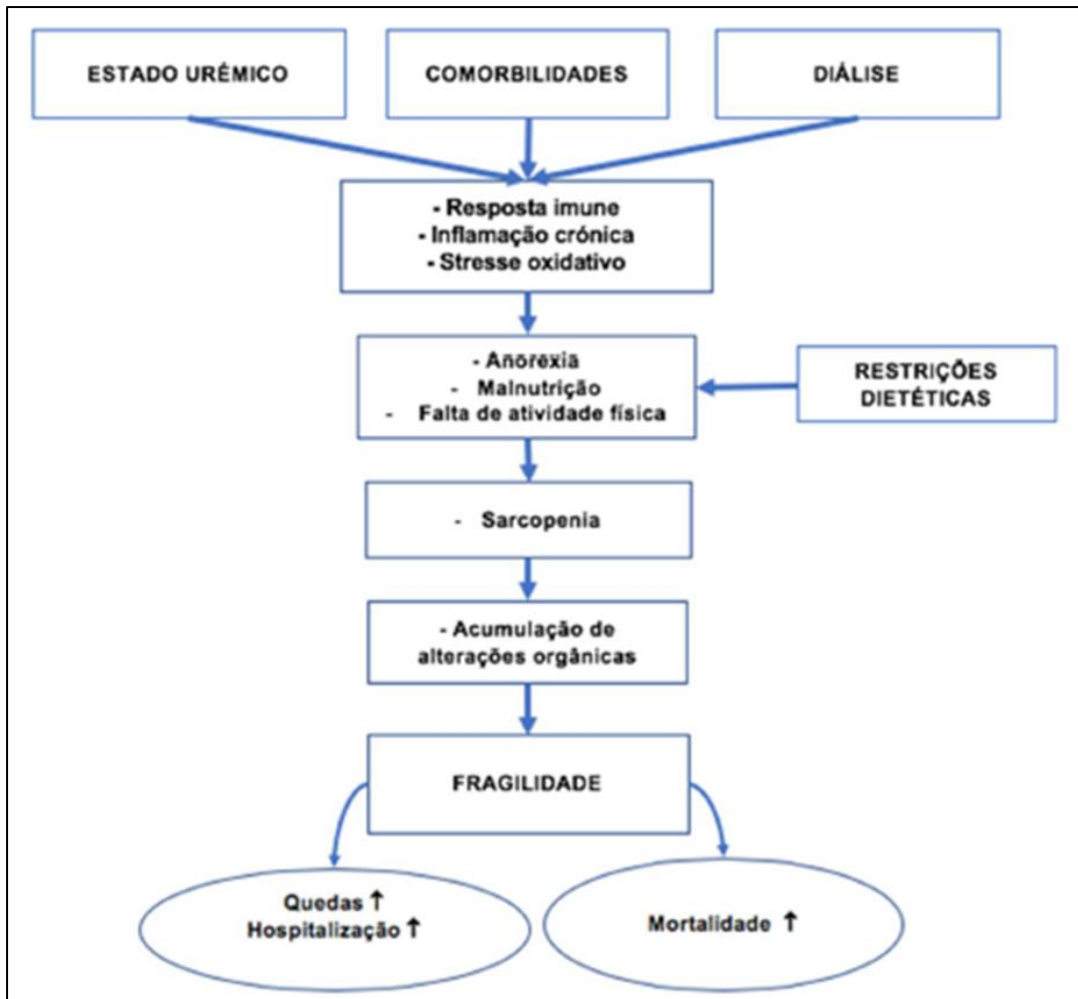 ESTADO URÉMICO
COMORBILIDADES
DIÁLISE
- Resposta imune
- Inflamação crónica
- Stresse oxidativo
- Anorexia
- Malnutrição
- Falta de atividade física
RESTRIÇÕES
DIETÉTICAS
- Sarcopenia
- Acumulação de
alterações orgânicas
FRAGILIDADE
Quedas ↑
Hospitalização ↑
Mortalidade ↑